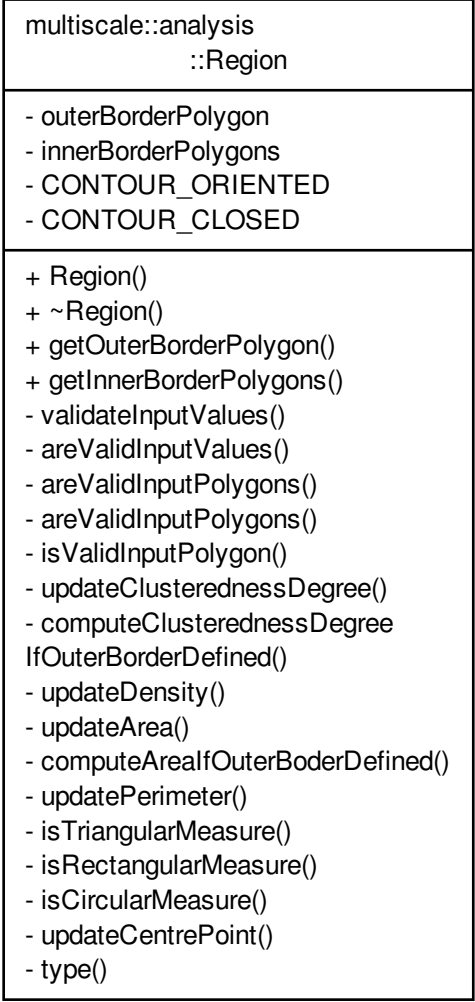 multiscale::analysis
::Region
- outerBorderPolygon
- innerBorderPolygons
- CONTOUR_ORIENTED
- CONTOUR_CLOSED
+ Region()
+ ~Region()
+ getOuterBorderPolygon()
+ getInnerBorderPolygons()
- validateInputValues()
- areValidInputValues()
- areValidInputPolygons()
- areValidInputPolygons()
- isValidInputPolygon()
- updateClusterednessDegree()
- computeClusterednessDegree
IfOuterBorderDefined()
- updateDensity()
- updateArea()
- computeAreaIfOuterBoderDefined()
- updatePerimeter()
- isTriangularMeasure()
- isRectangularMeasure()
- isCircularMeasure()
- updateCentrePoint()
- type()